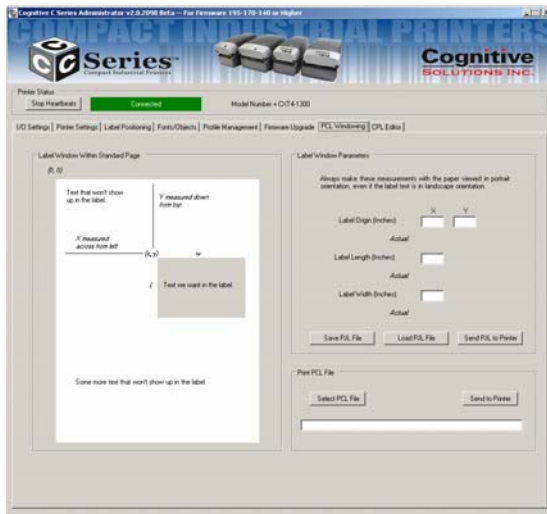 Cognitive C Series Administrator v2.0.2090 Beta -- For Firmware 195-170-140 or Higher
COMPACT INDUSTRIAL PRINTERS
CCC Series
Compact Industrial Printers
Cognitive
SOLUTIONS INC.
Printer Status
Stop Heartbeats
Connected
Model Number = CXT4-1300
I/O Settings
Printer Settings
Label Positioning
Fonts/Objects
Profile Management
Firmware Upgrade
PCL Windowing
CPL Editor
Label Window Within Standard Page
(0, 0)
Text that won't show
up in the label.
Y measured down
from top
X measured
across from left
(x, y)
w
l
Text we want in the label.
Some more text that won't show up in the label.
Label Window Parameters
Always make these measurements with the paper viewed in portrait
orientation, even if the label text is in landscape orientation.
X
Y
Label Origin (Inches)
Actual
Label Length (Inches)
Actual
Label Width (Inches)
Actual
Save PJL File
Load PJL File
Send PJL to Printer
Print PCL File
Select PCL File
Send to Printer